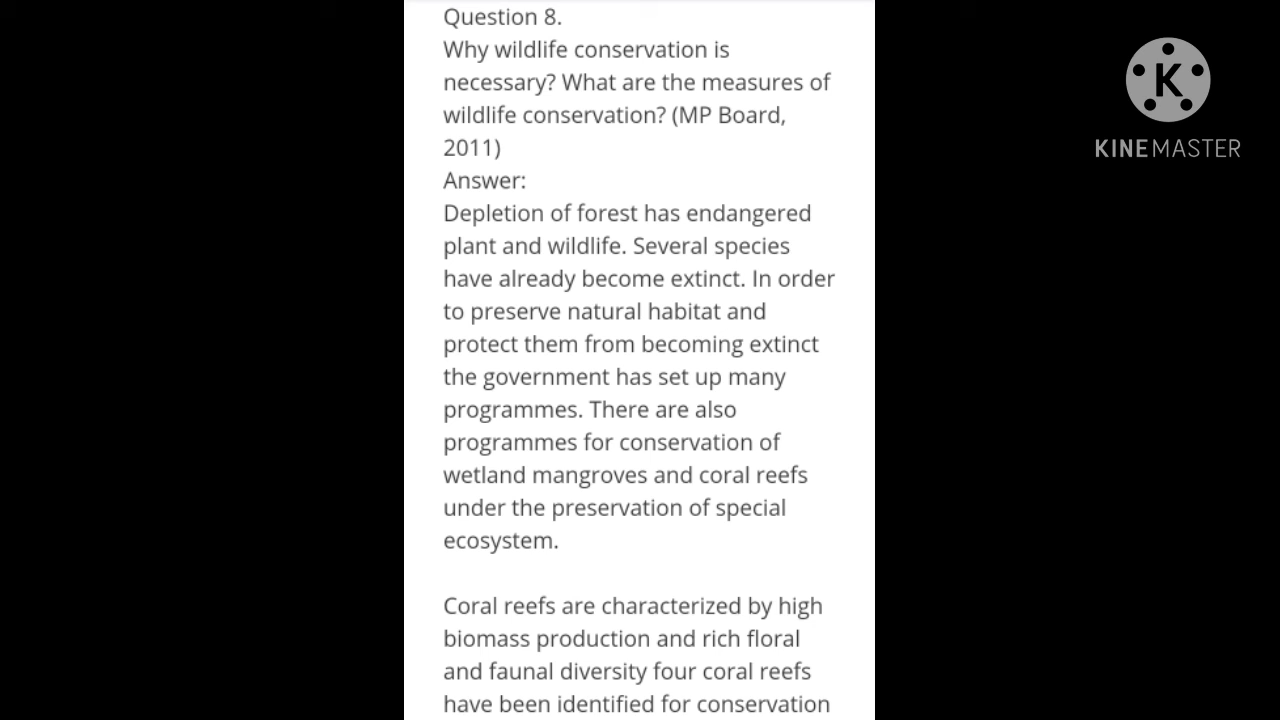 Question 8.
Why wildlife conservation is
necessary? What are the measures of
wildlife conservation? (MP Board,
2011)
Answer:
Depletion of forest has endangered
plant and wildlife. Several species
have already become extinct. In order
to preserve natural habitat and
protect them from becoming extinct
the government has set up many
programmes. There are also
programmes for conservation of
wetland mangroves and coral reefs
under the preservation of special
ecosystem.
Coral reefs are characterized by high
biomass production and rich floral
and faunal diversity four coral reefs
have been identified for conservation
K
KINEMASTER